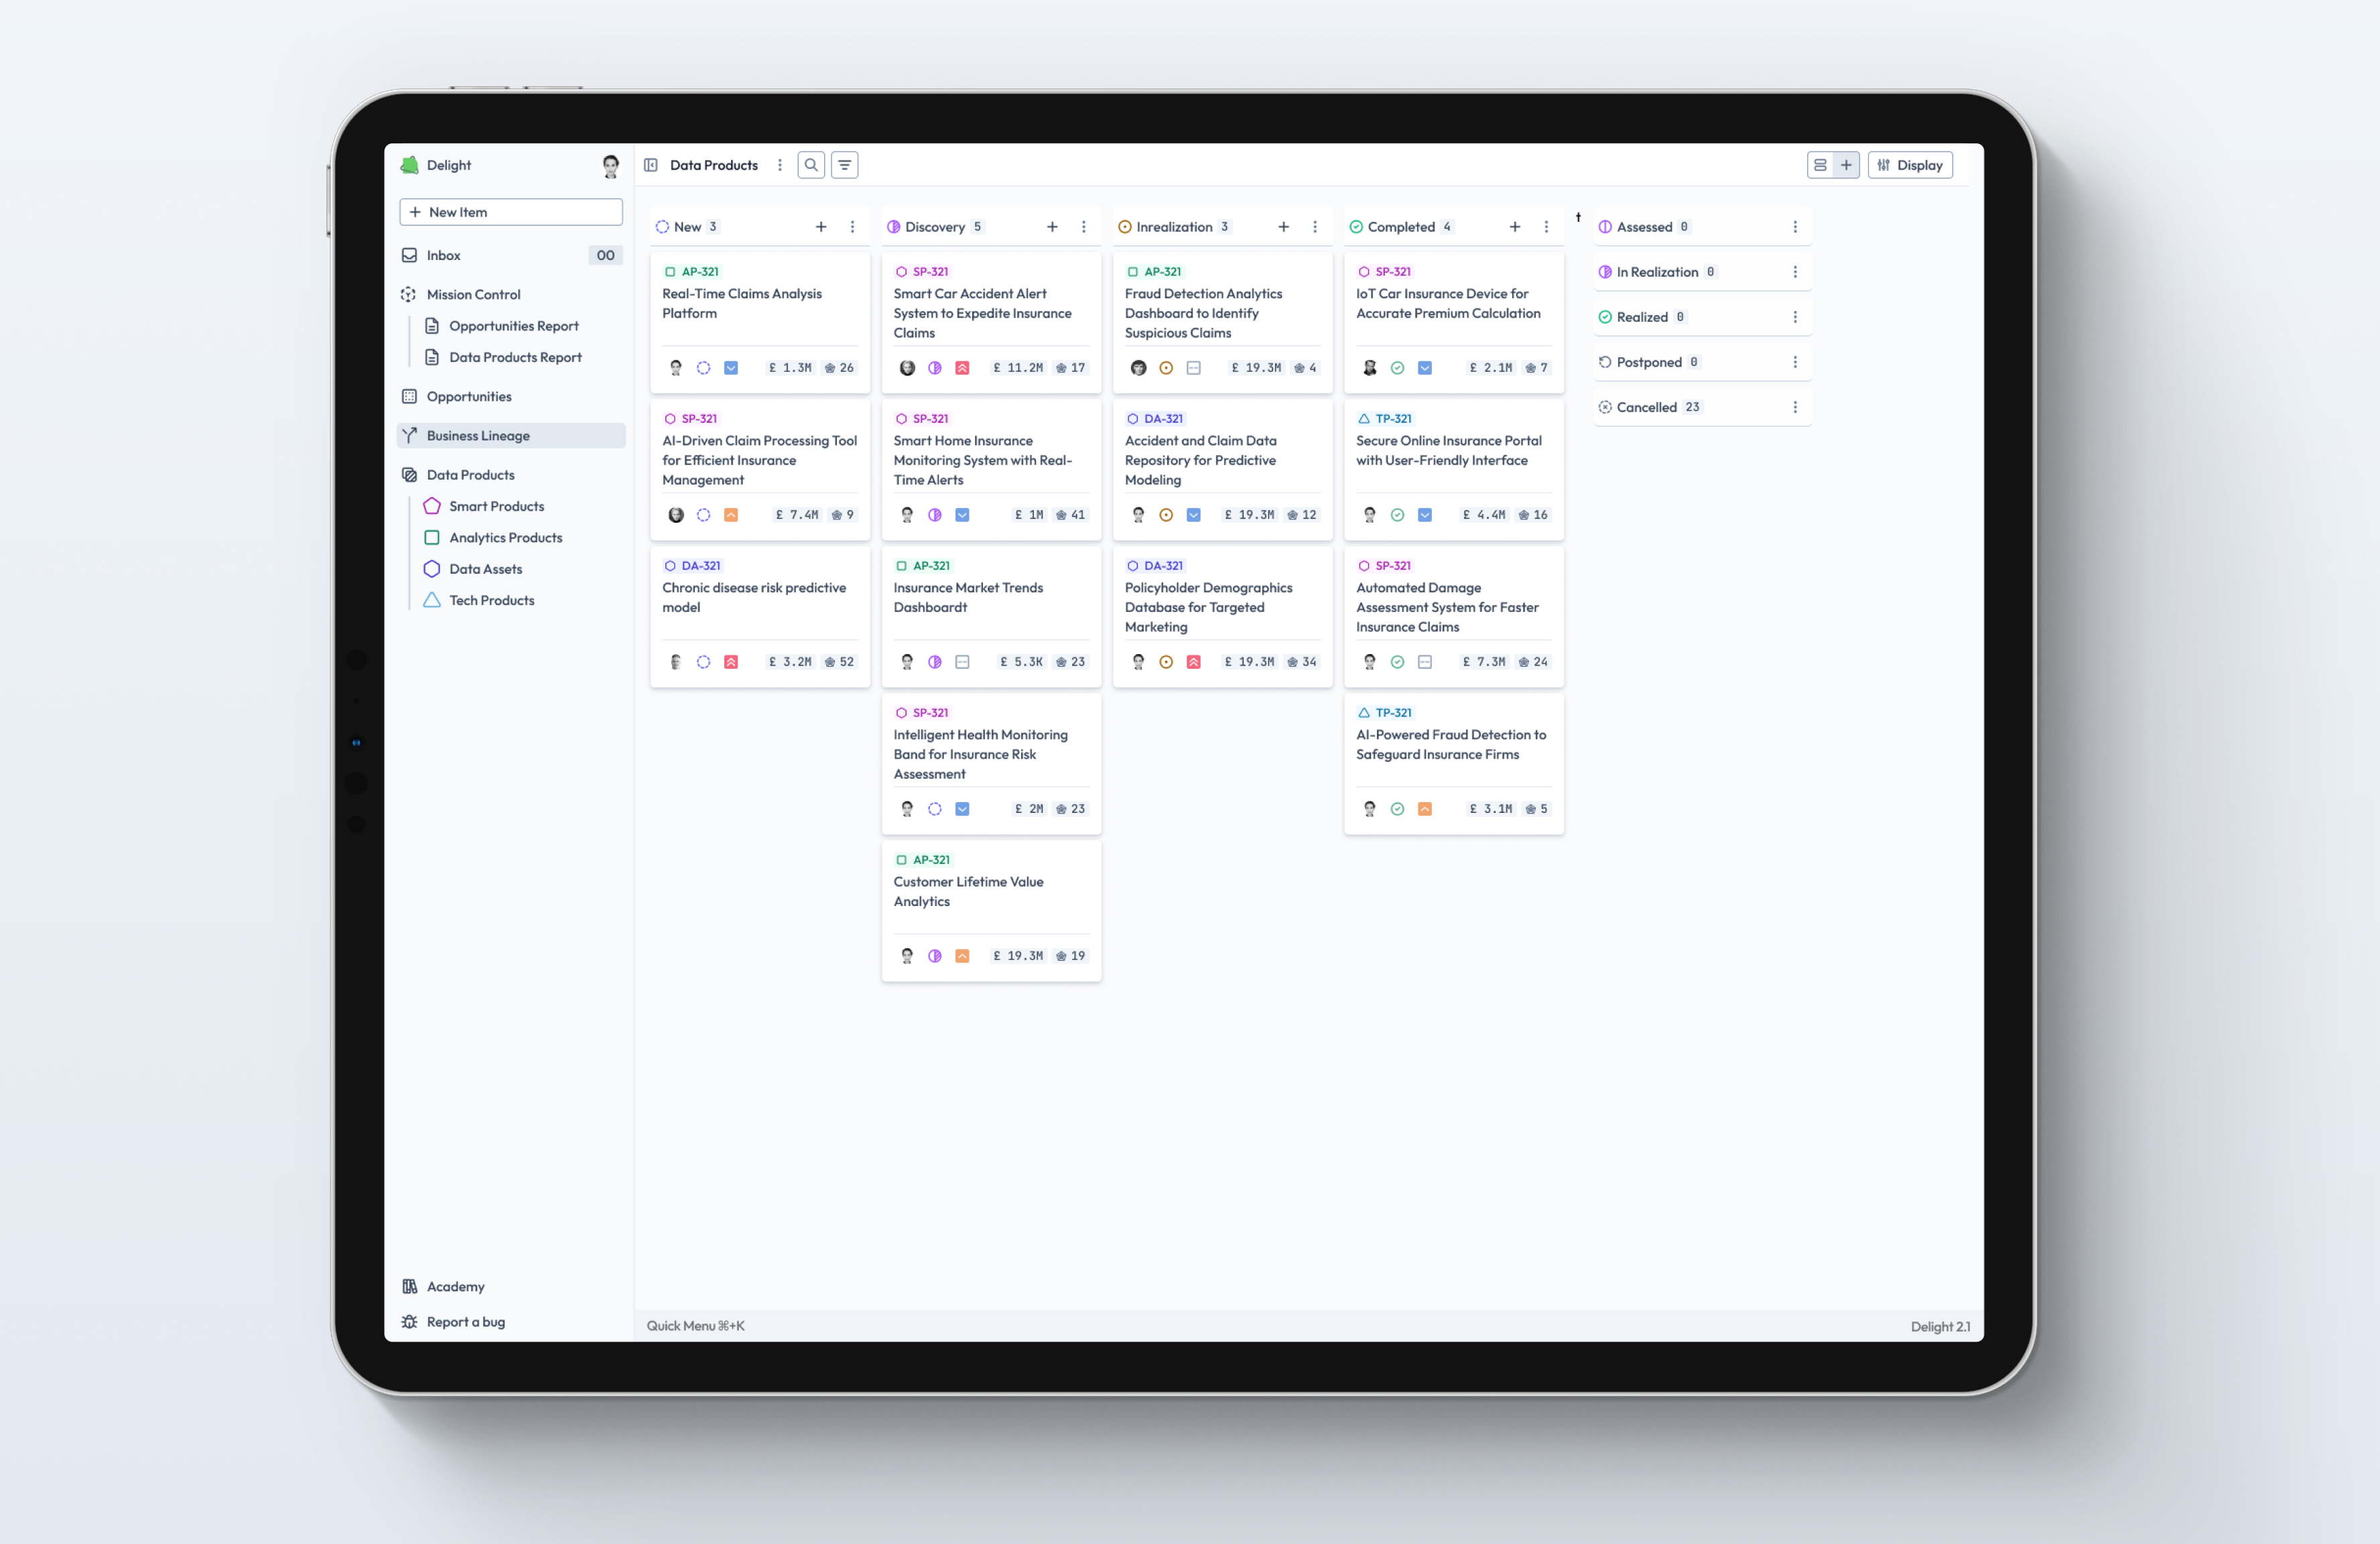 Delight
New Item
Inbox 00
Mission Control
Opportunities Report
Data Products Report
Opportunities
Business Lineage
Data Products
Smart Products
Analytics Products
Data Assets
Tech Products
Academy
Report a bug
Data Products
Display
New 3
AP-321
Real-Time Claims Analysis
Platform
£ 1.3M 26
SP-321
AI-Driven Claim Processing Tool
for Efficient Insurance
Management
£ 7.4M 9
DA-321
Chronic disease risk predictive
model
£ 3.2M 52
Discovery 5
SP-321
Smart Car Accident Alert
System to Expedite Insurance
Claims
£ 11.2M 17
SP-321
Smart Home Insurance
Monitoring System with Real-
Time Alerts
£ 1M 41
AP-321
Insurance Market Trends
Dashboardt
£ 5.3K 23
SP-321
Intelligent Health Monitoring
Band for Insurance Risk
Assessment
£ 2M 23
AP-321
Customer Lifetime Value
Analytics
£ 19.3M 19
Inrealization 3
AP-321
Fraud Detection Analytics
Dashboard to Identify
Suspicious Claims
£ 19.3M 4
DA-321
Accident and Claim Data
Repository for Predictive
Modeling
£ 19.3M 12
DA-321
Policyholder Demographics
Database for Targeted
Marketing
£ 19.3M 34
Completed 4
SP-321
IoT Car Insurance Device for
Accurate Premium Calculation
£ 2.1M 7
TP-321
Secure Online Insurance Portal
with User-Friendly Interface
£ 4.4M 16
SP-321
Automated Damage
Assessment System for Faster
Insurance Claims
£ 7.3M 24
TP-321
AI-Powered Fraud Detection to
Safeguard Insurance Firms
£ 3.1M 5
t
Assessed 0
In Realization 0
Realized 0
Postponed 0
Cancelled 23
Quick Menu ⌘+K
Delight 2.1